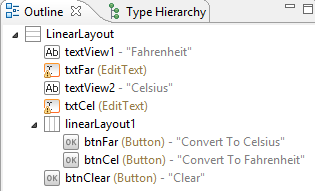 Outline
Type Hierarchy
LinearLayout
Ab textView1 - "Fahrenheit"
txtFar (EditText)
Ab textView2 - "Celsius"
txtCel (EditText)
linearLayout1
OK btnFar (Button) - "Convert To Celsius"
OK btnCel (Button) - "Convert To Fahrenheit"
OK btnClear (Button) - "Clear"